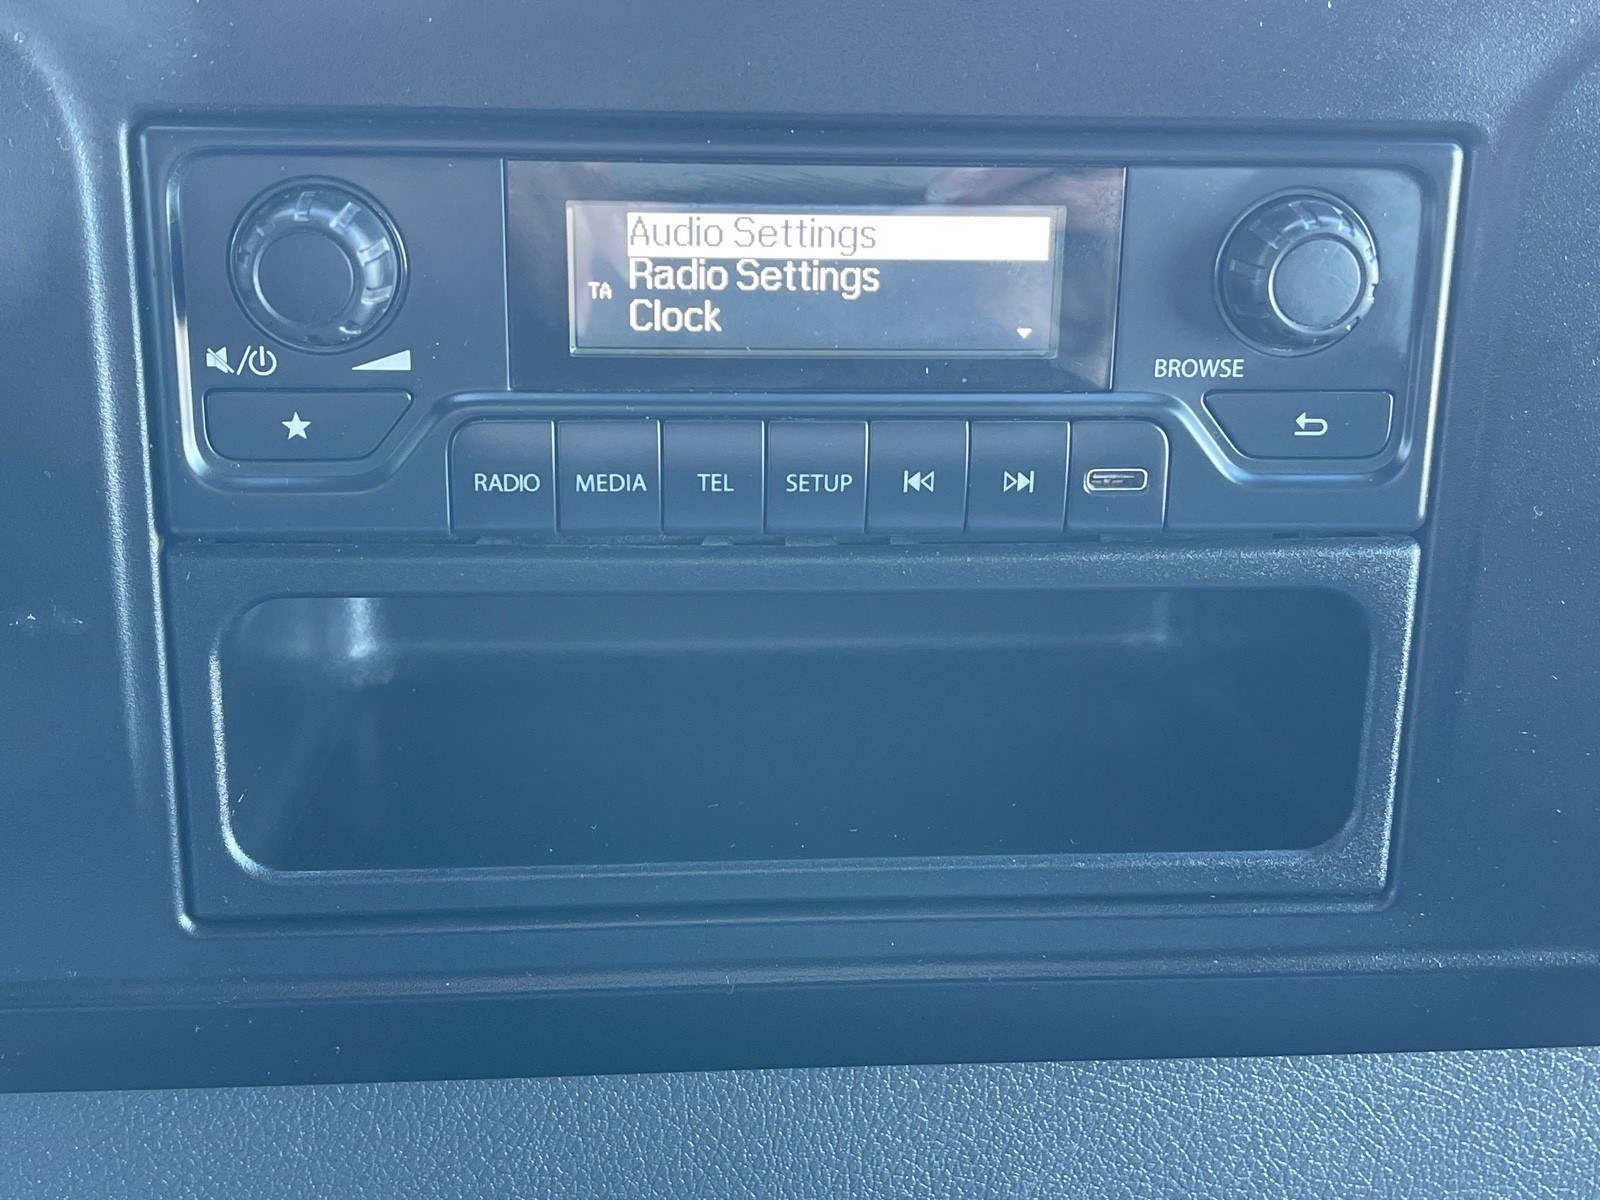 Audio Settings
TA Radio Settings
Clock
BROWSE
RADIO MEDIA TEL SETUP